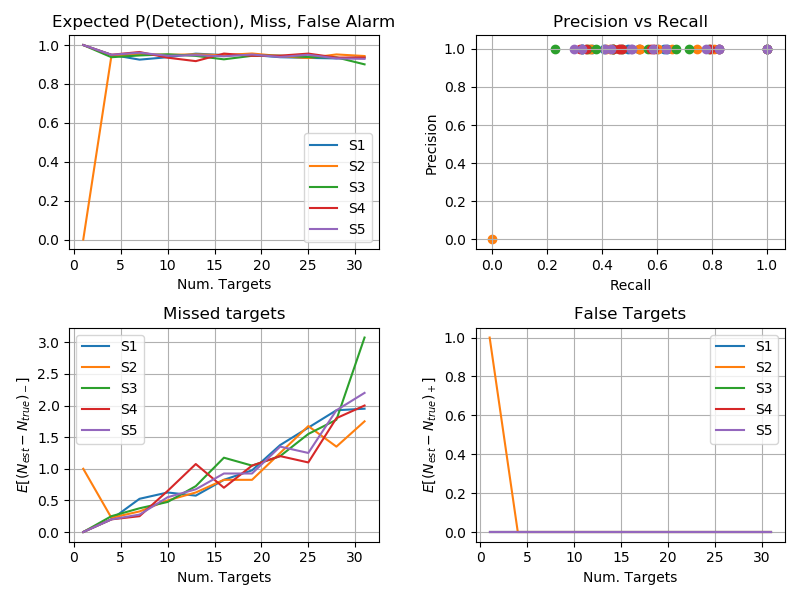 Expected P(Detection), Miss, False Alarm
1.0
0.8
0.6
0.4
0.2
0.0
S1
S2
S3
S4
S5
0 5 10 15 20 25 30
Num. Targets
Precision vs Recall
Precision
1.0
0.8
0.6
0.4
0.2
0.0
0.0 0.2 0.4 0.6 0.8 1.0
Recall
Missed targets
E[(N_est − N_true)_−]
3.0
2.5
2.0
1.5
1.0
0.5
0.0
S1
S2
S3
S4
S5
0 5 10 15 20 25 30
Num. Targets
False Targets
E[(N_est − N_true)_+]
1.0
0.8
0.6
0.4
0.2
0.0
S1
S2
S3
S4
S5
0 5 10 15 20 25 30
Num. Targets